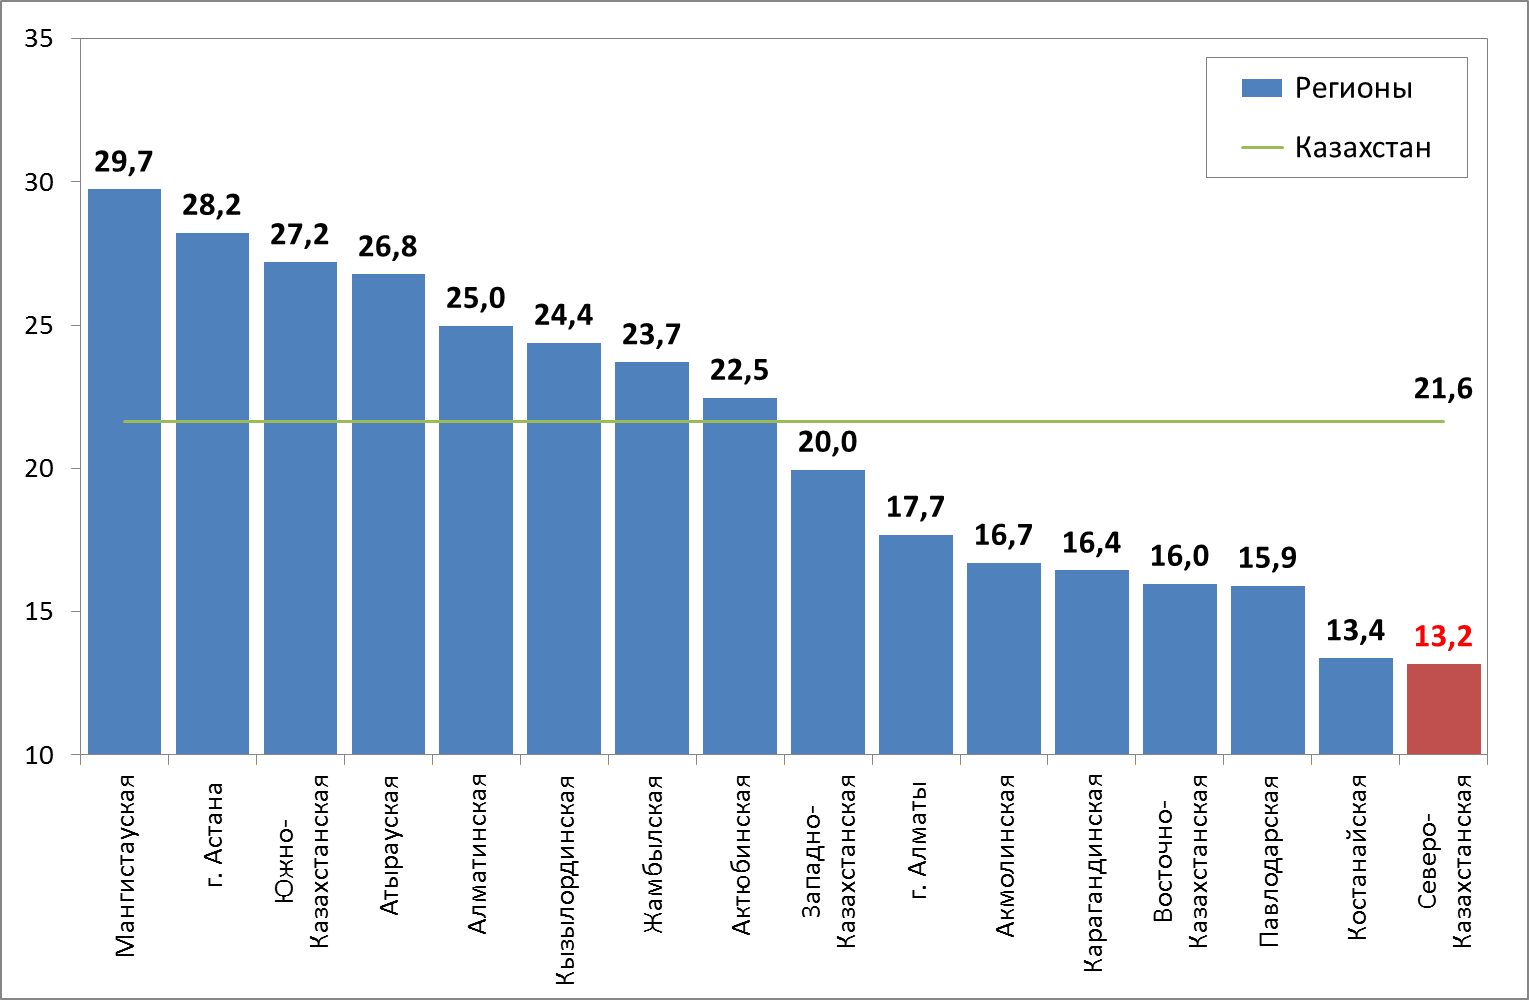 35
30
25
20
15
10
Регионы
Казахстан
29,7
28,2
27,2
26,8
25,0
24,4
23,7
22,5
20,0
17,7
16,7
16,4
16,0
15,9
13,4
13,2
21,6
Мангистауская
г. Астана
Южно-
Казахстанская
Атырауская
Алматинская
Кызылординская
Жамбылская
Актюбинская
Западно-
Казахстанская
г. Алматы
Акмолинская
Карагандинская
Восточно-
Казахстанская
Павлодарская
Костанайская
Северо-
Казахстанская